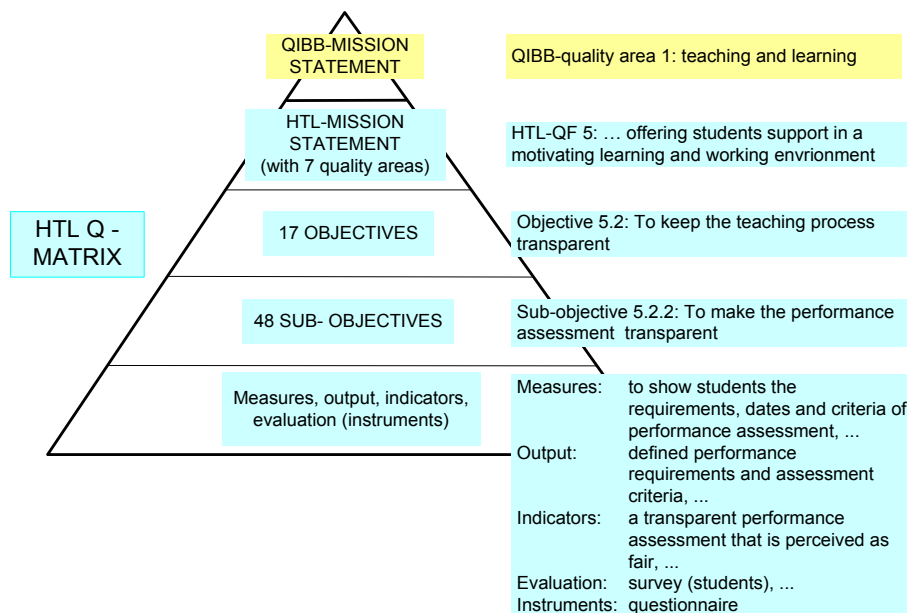 QIBB-MISSION
STATEMENT
QIBB-quality area 1: teaching and learning
HTL-MISSION
STATEMENT
(with 7 quality areas)
HTL-QF 5: … offering students support in a
motivating learning and working envrionment
HTL Q -
MATRIX
17 OBJECTIVES
Objective 5.2: To keep the teaching process
transparent
48 SUB- OBJECTIVES
Sub-objective 5.2.2: To make the performance
assessment transparent
Measures, output, indicators,
evaluation (instruments)
Measures: to show students the
requirements, dates and criteria of
performance assessment, ...
Output: defined performance
requirements and assessment
criteria, ...
Indicators: a transparent performance
assessment that is perceived as
fair, ...
Evaluation: survey (students), ...
Instruments: questionnaire